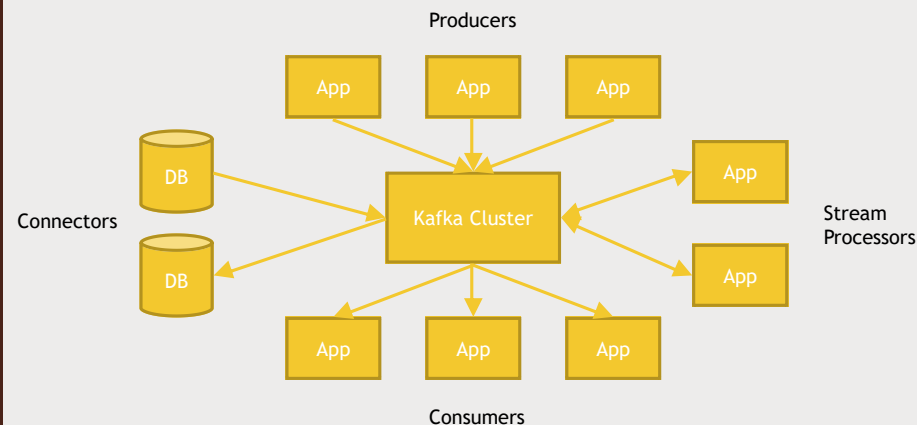 Producers
App
App
App
DB
App
Kafka Cluster
Connectors
Stream
Processors
DB
App
App
App
App
Consumers